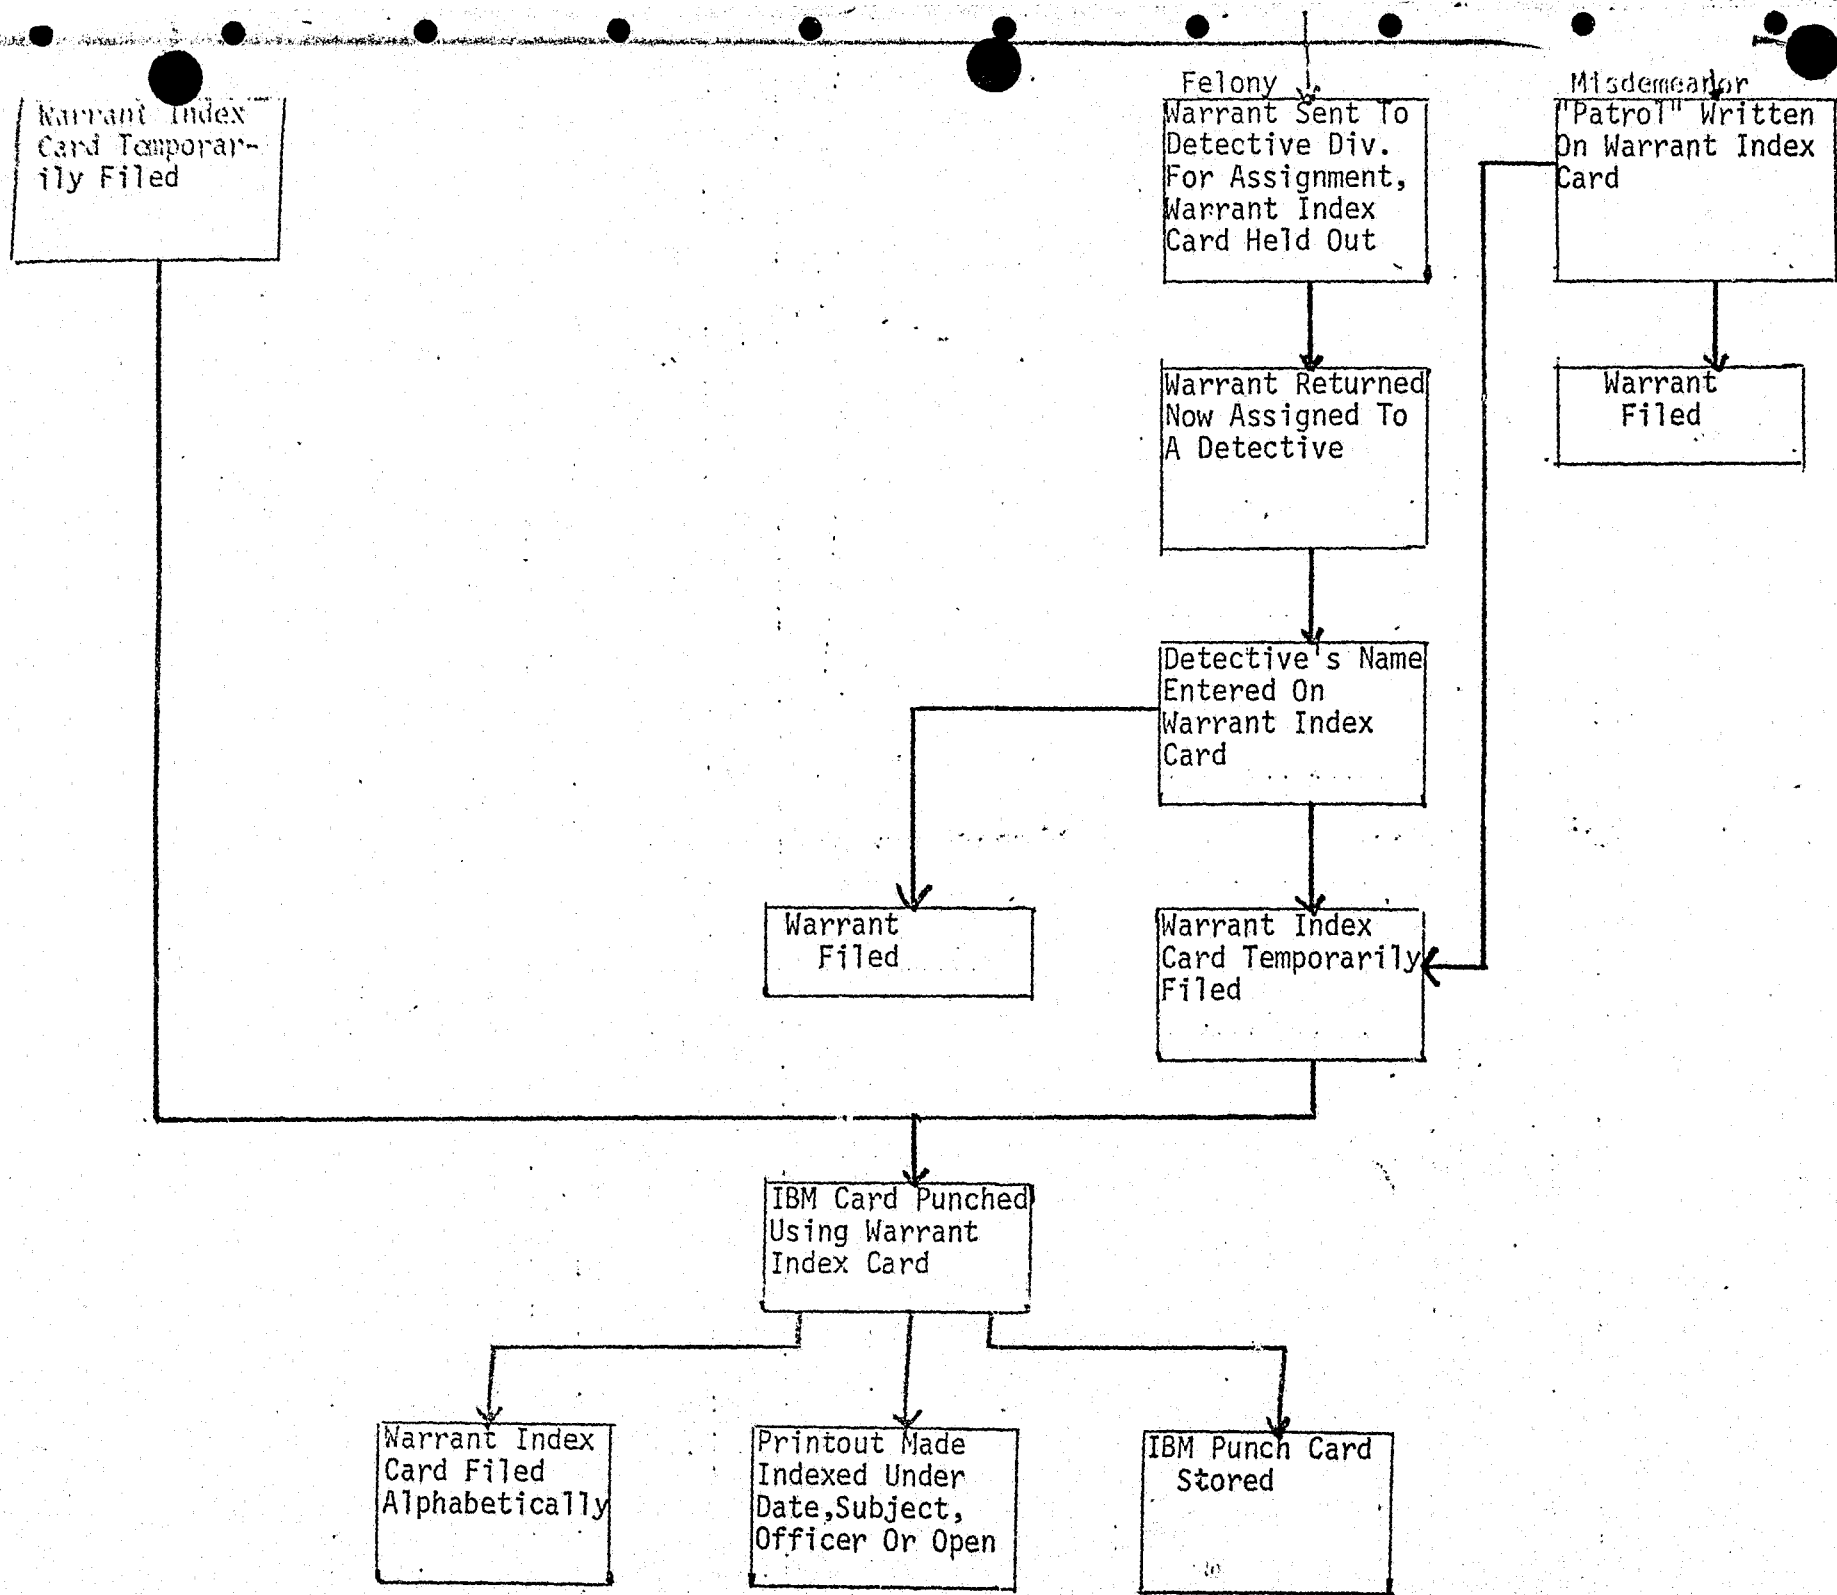 Warrant Index
Card Temporar-
ily Filed
Felony
Warrant Sent To
Detective Div.
For Assignment,
Warrant Index
Card Held Out
Misdemeanor
"Patrol" Written
On Warrant Index
Card
Warrant Returned
Now Assigned To
A Detective
Warrant
Filed
Detective's Name
Entered On
Warrant Index
Card
Warrant
Filed
Warrant Index
Card Temporarily
Filed
IBM Card Punched
Using Warrant
Index Card
Warrant Index
Card Filed
Alphabetically
Printout Made
Indexed Under
Date,Subject,
Officer Or Open
IBM Punch Card
Stored